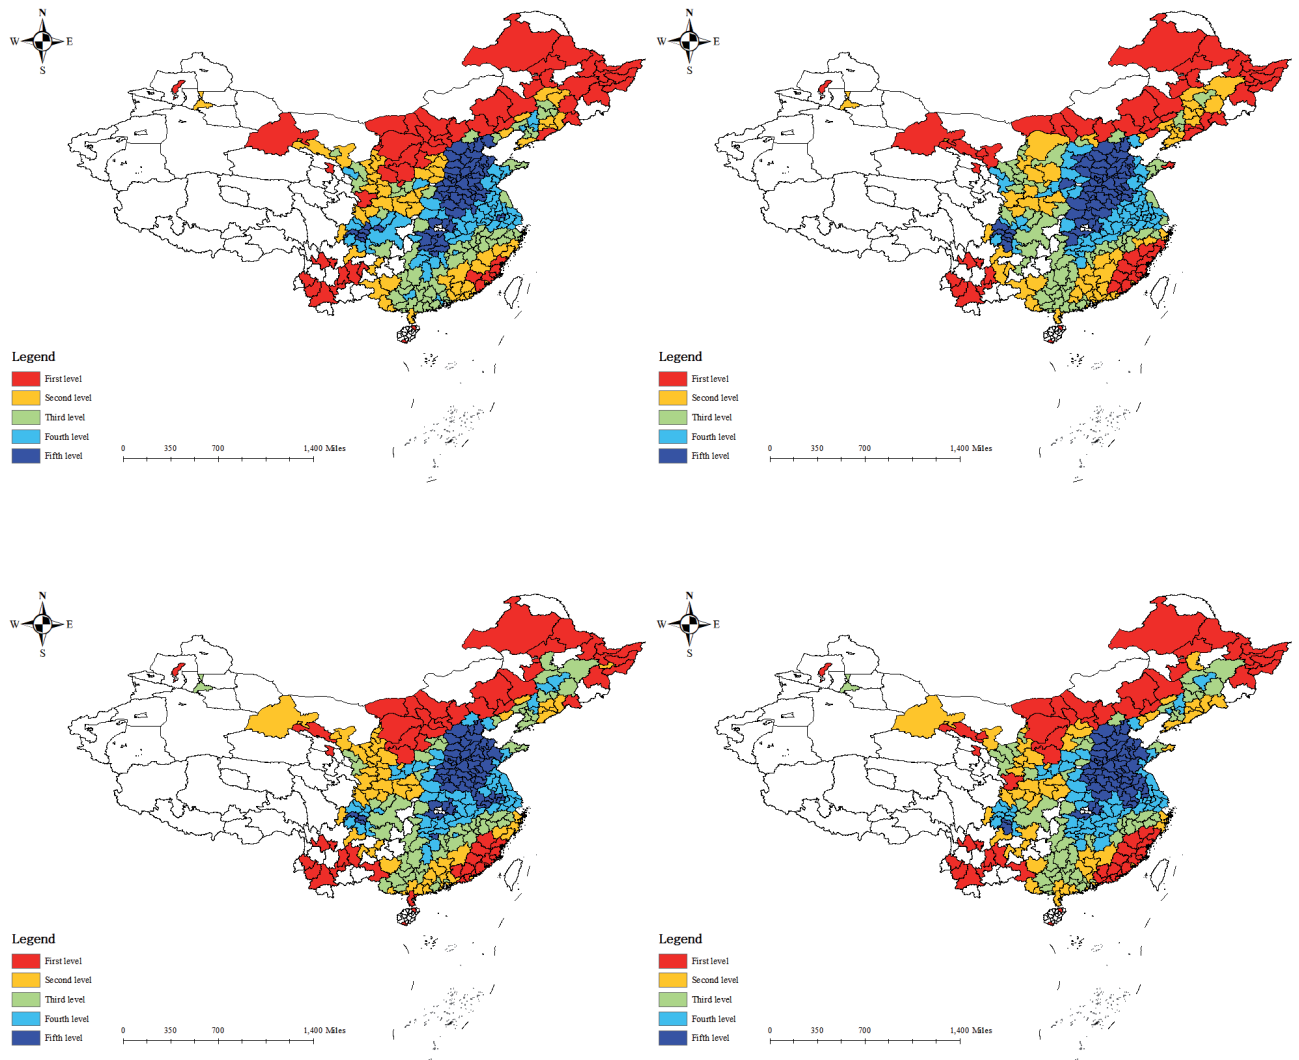 N
W E
S
Legend
First level
Second level
Third level
Fourth level
Fifth level
0 350 700 1,400 Miles
N
W E
S
Legend
First level
Second level
Third level
Fourth level
Fifth level
0 350 700 1,400 Miles
N
W E
S
Legend
First level
Second level
Third level
Fourth level
Fifth level
0 350 700 1,400 Miles
N
W E
S
Legend
First level
Second level
Third level
Fourth level
Fifth level
0 350 700 1,400 Miles